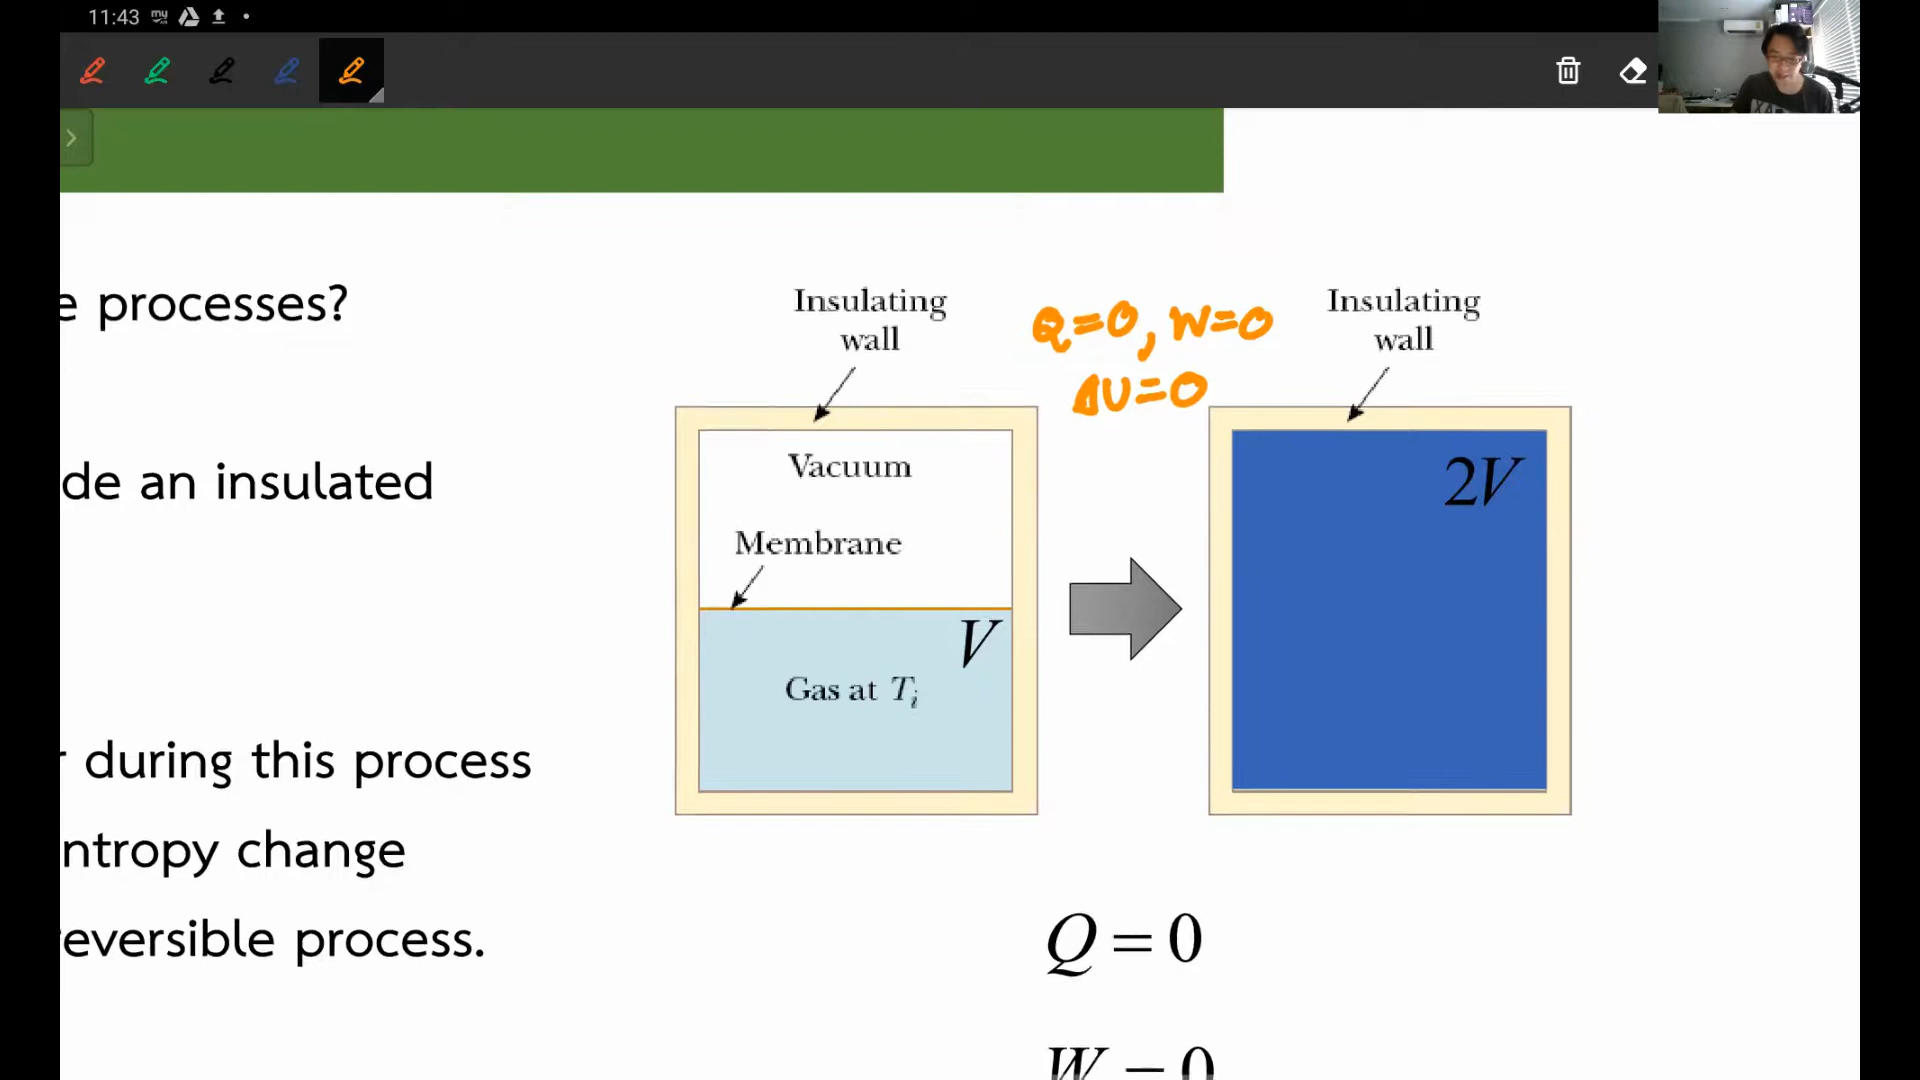 11:43
e processes?
de an insulated
during this process
ntropy change
eversible process.
Insulating
wall
Q=0, W=0
ΔU=0
Insulating
wall
Vacuum
Membrane
V
Gas at Ti
2V
Q = 0
W = 0